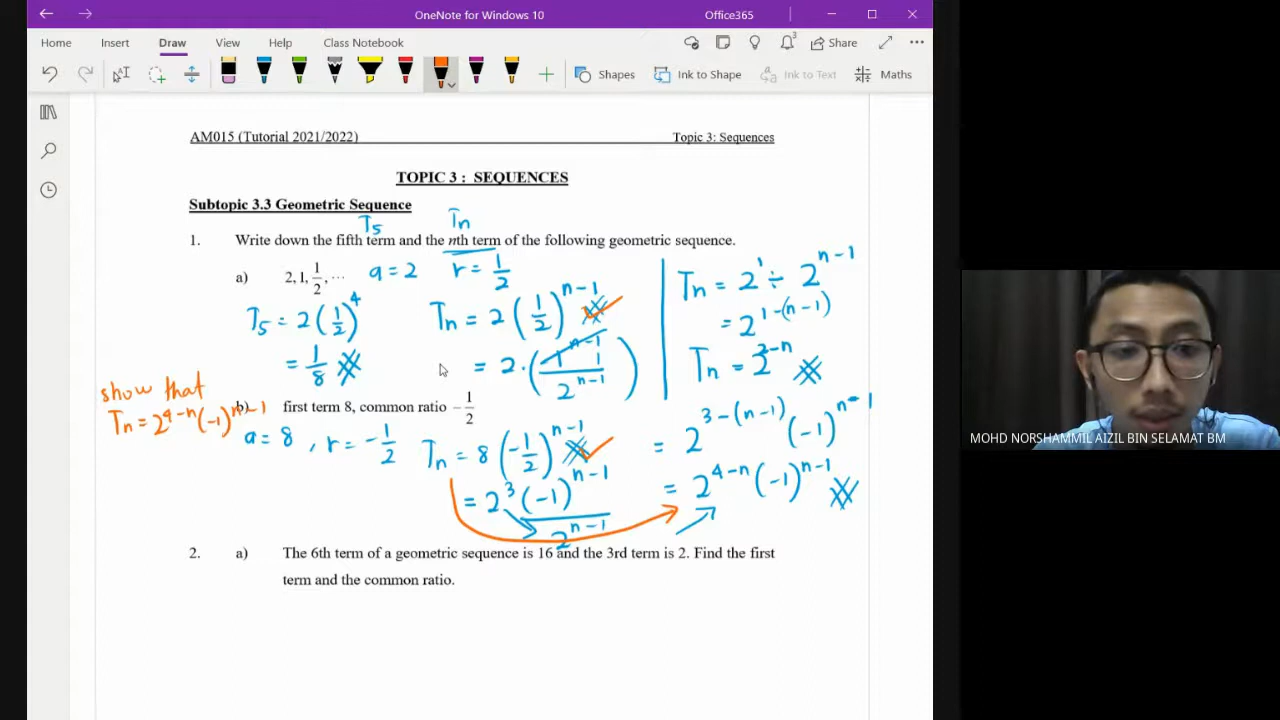 OneNote for Windows 10
Office365
Home Insert Draw View Help Class Notebook
Share
Shapes Ink to Shape Ink to Text Maths
AM015 (Tutorial 2021/2022) Topic 3: Sequences
TOPIC 3 : SEQUENCES
Subtopic 3.3 Geometric Sequence
T₅ Tₙ
1. Write down the fifth term and the nth term of the following geometric sequence.
a) 2, 1, 1/2, ⋯ a = 2 r = 1/2
T₅ = 2 (1/2)^4
= 1/8
Tₙ = 2 (1/2)^(n-1)
= 2 · (1^(n-1) 1 / 2^(n-1))
Tₙ = 2^1 ÷ 2^(n-1)
= 2^(1-(n-1))
Tₙ = 2^(2-n)
show that
Tₙ = 2^(4-n) (-1)^(n-1)
b) first term 8, common ratio -1/2
a = 8 , r = -1/2
Tₙ = 8 (-1/2)^(n-1)
= 2^3 (-1)^(n-1) / 2^(n-1)
= 2^(3-(n-1)) (-1)^(n-1)
= 2^(4-n) (-1)^(n-1)
2. a) The 6th term of a geometric sequence is 16 and the 3rd term is 2. Find the first
term and the common ratio.
MOHD NORSHAMMIL AIZIL BIN SELAMAT BM